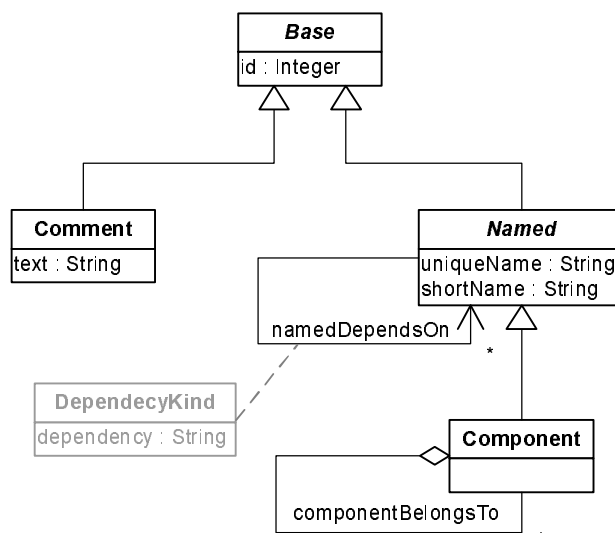 Base
id : Integer
Comment
text : String
Named
uniqueName : String
shortName : String
namedDependsOn
*
DependecyKind
dependency : String
Component
componentBelongsTo